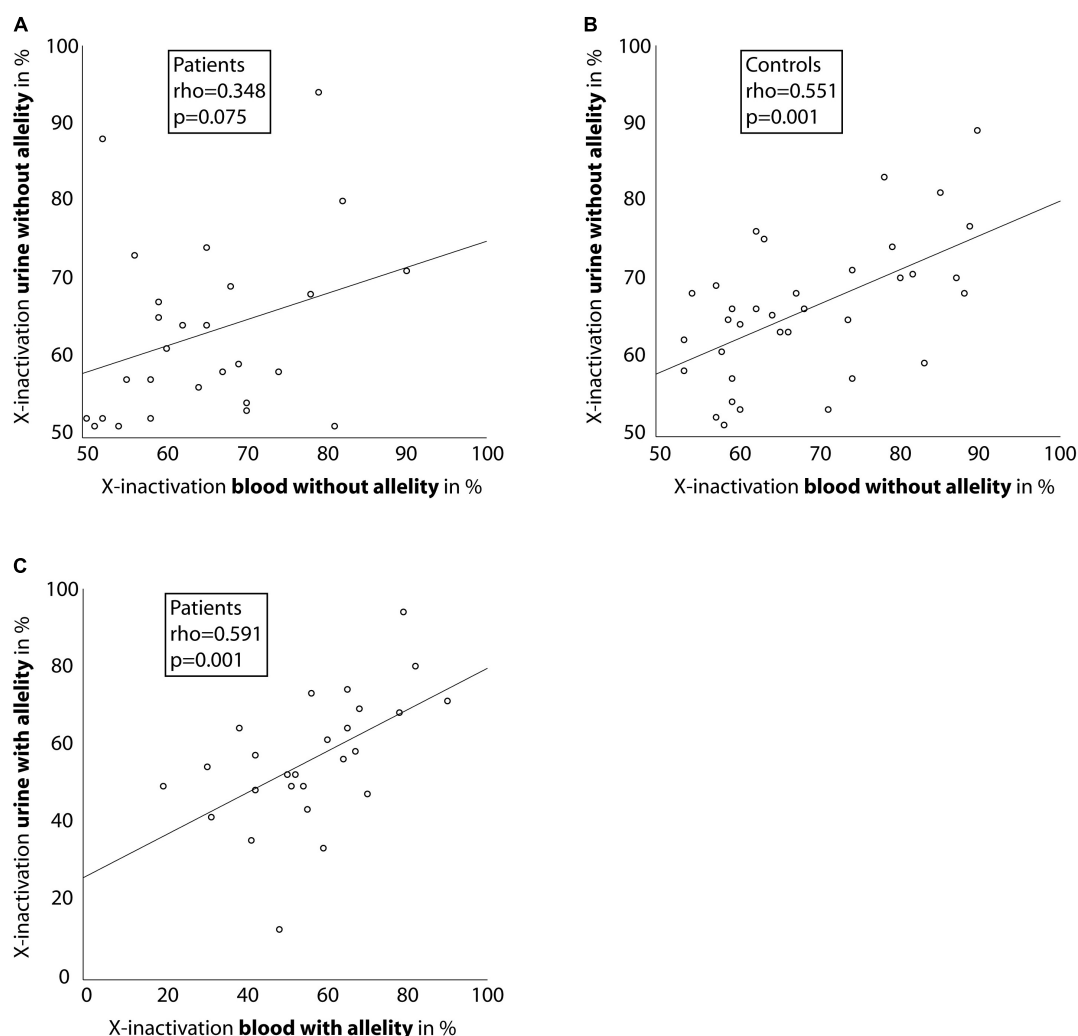 A
X-inactivation urine without allelity in %
100
90
80
70
60
50
Patients
rho=0.348
p=0.075
50 60 70 80 90 100
X-inactivation blood without allelity in %
B
X-inactivation urine without allelity in %
100
90
80
70
60
50
Controls
rho=0.551
p=0.001
50 60 70 80 90 100
X-inactivation blood without allelity in %
C
X-inactivation urine with allelity in %
100
80
60
40
20
0
Patients
rho=0.591
p=0.001
0 20 40 60 80 100
X-inactivation blood with allelity in %